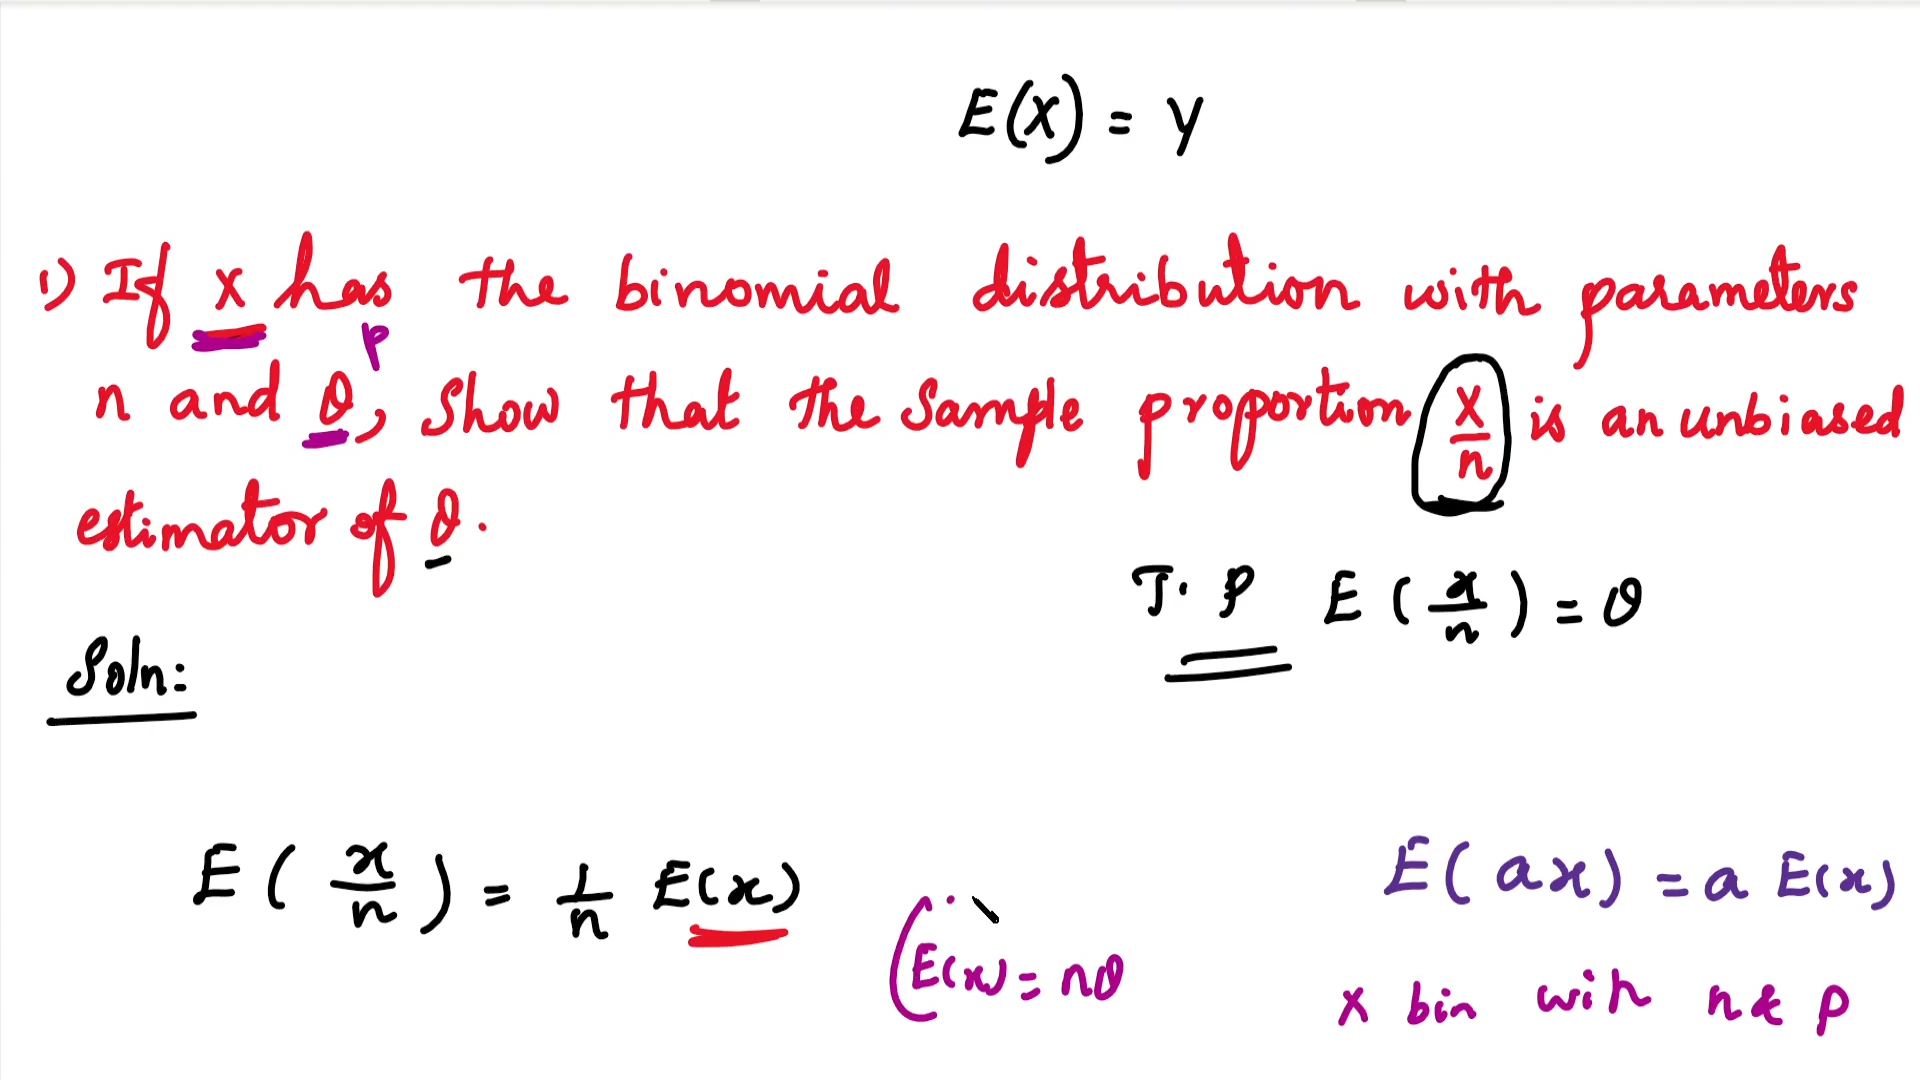 E(X) = Y
1) If X has the binomial distribution with parameters
p
n and θ, Show that the Sample proportion X/n is an unbiased
estimator of θ.
T. P E(x/n) = θ
Soln:
E(x/n) = 1/n E(x)
E(ax) = a E(x)
(∵ E(x) = nθ
X bin with n & p